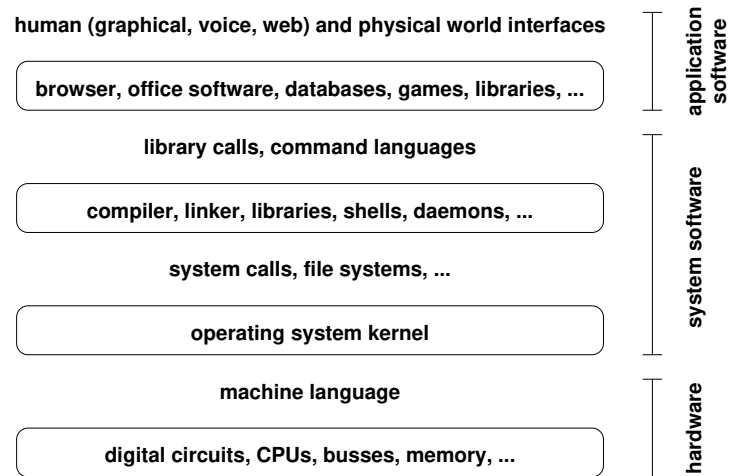 human (graphical, voice, web) and physical world interfaces
browser, office software, databases, games, libraries, ...
application
software
library calls, command languages
compiler, linker, libraries, shells, daemons, ...
system calls, file systems, ...
operating system kernel
system software
machine language
digital circuits, CPUs, busses, memory, ...
hardware